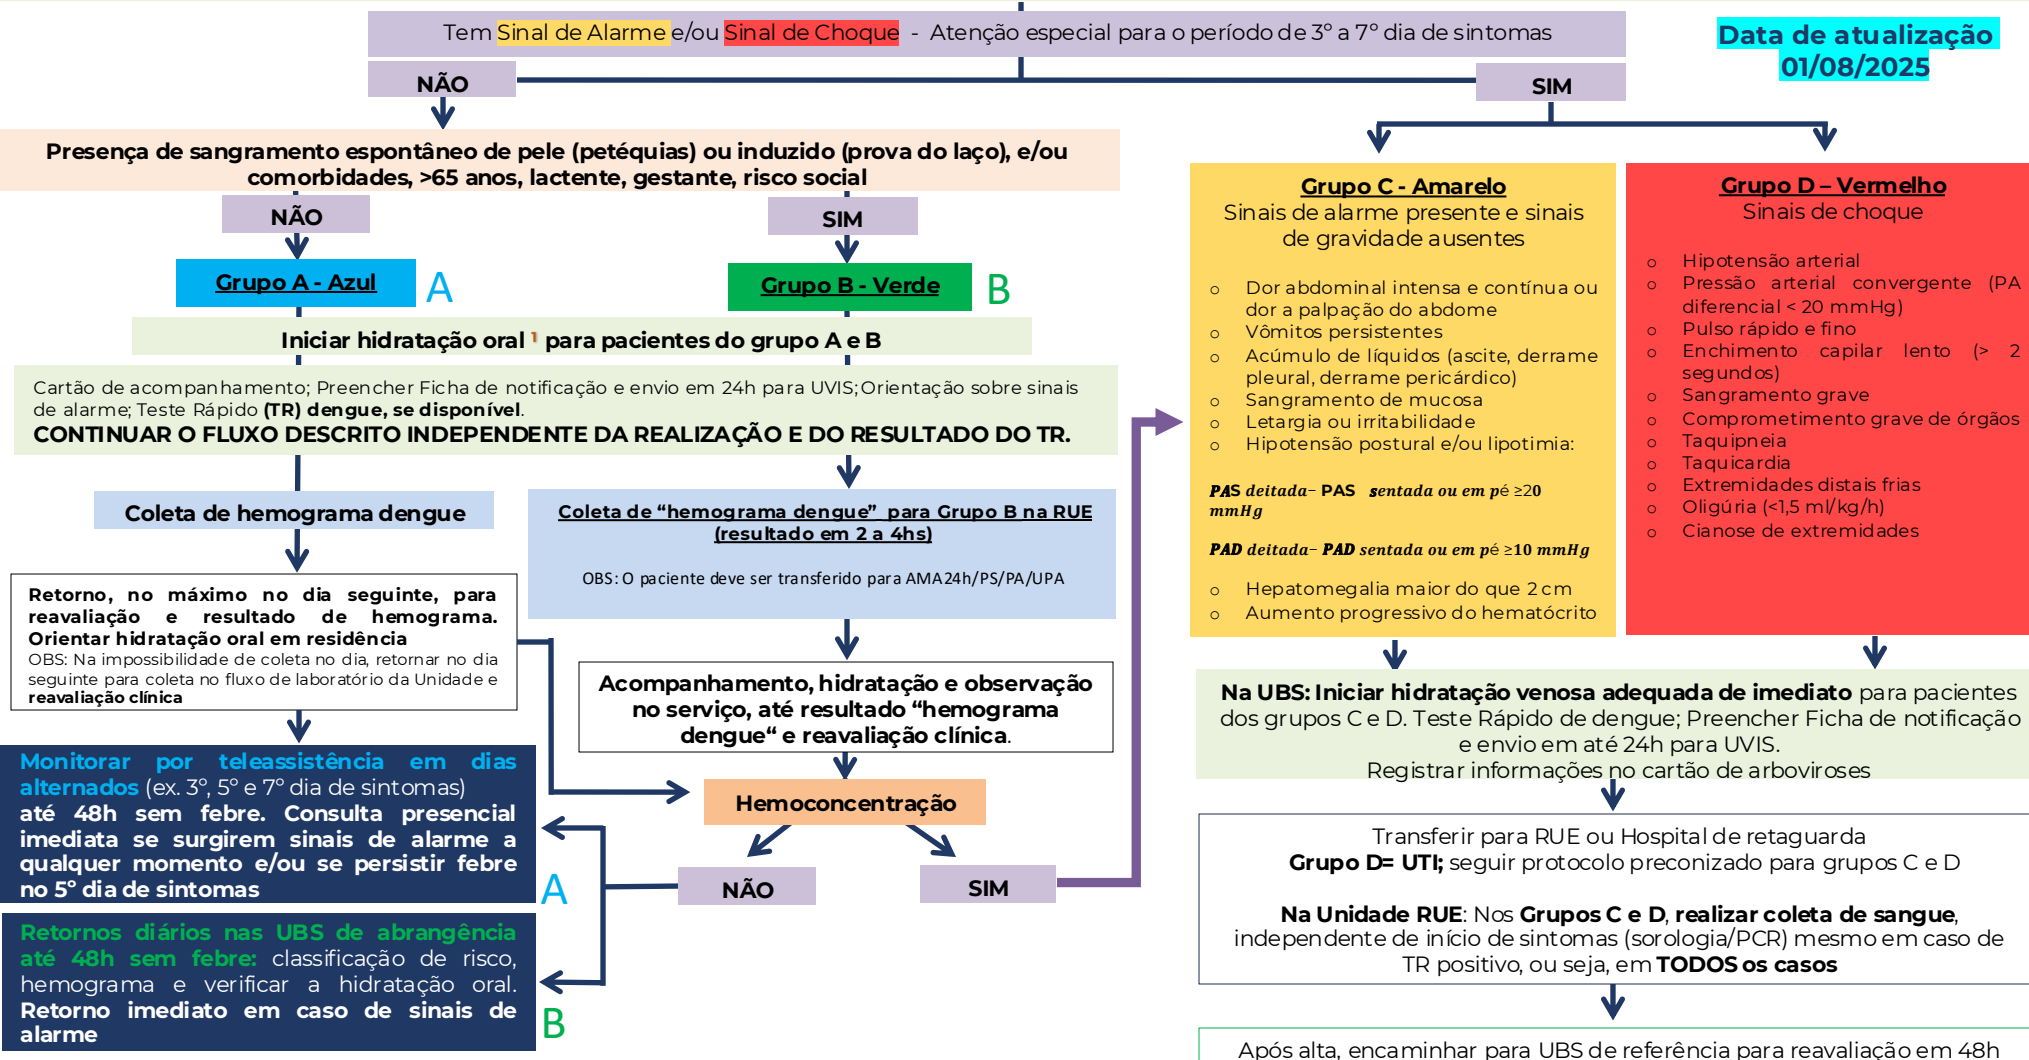 Tem Sinal de Alarme e/ou Sinal de Choque - Atenção especial para o período de 3º a 7º dia de sintomas
Data de atualização
01/08/2025
NÃO
SIM
Presença de sangramento espontâneo de pele (petéquias) ou induzido (prova do laço), e/ou
comorbidades, >65 anos, lactente, gestante, risco social
NÃO
SIM
Grupo A - Azul
A
Grupo B - Verde
B
Iniciar hidratação oral 1 para pacientes do grupo A e B
Cartão de acompanhamento; Preencher Ficha de notificação e envio em 24h para UVIS; Orientação sobre sinais
de alarme; Teste Rápido (TR) dengue, se disponível.
CONTINUAR O FLUXO DESCRITO INDEPENDENTE DA REALIZAÇÃO E DO RESULTADO DO TR.
Coleta de hemograma dengue
Retorno, no máximo no dia seguinte, para
reavaliação e resultado de hemograma.
Orientar hidratação oral em residência
OBS: Na impossibilidade de coleta no dia, retornar no dia
seguinte para coleta no fluxo de laboratório da Unidade e
reavaliação clínica
Monitorar por teleassistência em dias
alternados (ex. 3º, 5º e 7º dia de sintomas)
até 48h sem febre. Consulta presencial
imediata se surgirem sinais de alarme a
qualquer momento e/ou se persistir febre
no 5º dia de sintomas
A
Retornos diários nas UBS de abrangência
até 48h sem febre: classificação de risco,
hemograma e verificar a hidratação oral.
Retorno imediato em caso de sinais de
alarme
B
Coleta de “hemograma dengue” para Grupo B na RUE
(resultado em 2 a 4hs)
OBS: O paciente deve ser transferido para AMA24h/PS/PA/UPA
Acompanhamento, hidratação e observação
no serviço, até resultado “hemograma
dengue“ e reavaliação clínica.
Hemoconcentração
NÃO
SIM
Grupo C - Amarelo
Sinais de alarme presente e sinais
de gravidade ausentes
o Dor abdominal intensa e contínua ou
dor a palpação do abdome
o Vômitos persistentes
o Acúmulo de líquidos (ascite, derrame
pleural, derrame pericárdico)
o Sangramento de mucosa
o Letargia ou irritabilidade
o Hipotensão postural e/ou lipotimia:
PAS deitada– PAS sentada ou em pé ≥20
mmHg
PAD deitada– PAD sentada ou em pé ≥10 mmHg
o Hepatomegalia maior do que 2 cm
o Aumento progressivo do hematócrito
Grupo D – Vermelho
Sinais de choque
o Hipotensão arterial
o Pressão arterial convergente (PA
diferencial < 20 mmHg)
o Pulso rápido e fino
o Enchimento capilar lento (> 2
segundos)
o Sangramento grave
o Comprometimento grave de órgãos
o Taquipneia
o Taquicardia
o Extremidades distais frias
o Oligúria (<1,5 ml/kg/h)
o Cianose de extremidades
Na UBS: Iniciar hidratação venosa adequada de imediato para pacientes
dos grupos C e D. Teste Rápido de dengue; Preencher Ficha de notificação
e envio em até 24h para UVIS.
Registrar informações no cartão de arboviroses
Transferir para RUE ou Hospital de retaguarda
Grupo D= UTI; seguir protocolo preconizado para grupos C e D
Na Unidade RUE: Nos Grupos C e D, realizar coleta de sangue,
independente de início de sintomas (sorologia/PCR) mesmo em caso de
TR positivo, ou seja, em TODOS os casos
Após alta, encaminhar para UBS de referência para reavaliação em 48h